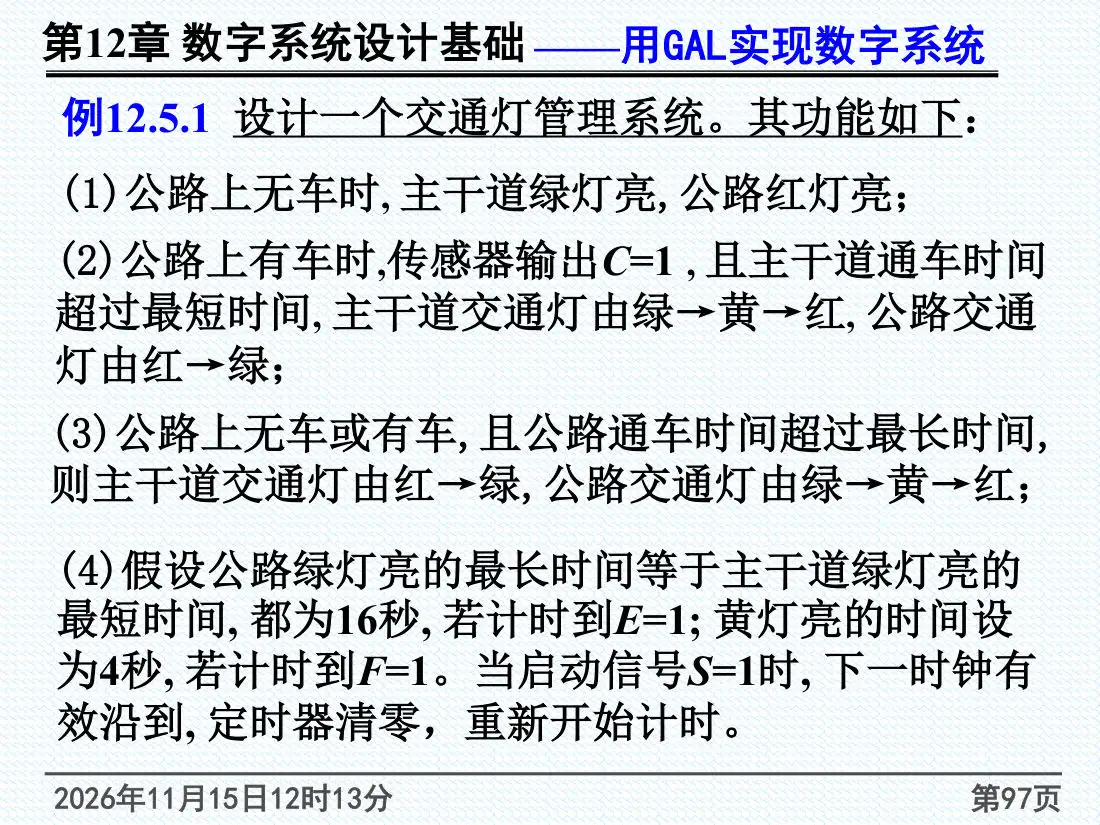 第12章 数字系统设计基础 ——用GAL实现数字系统
例12.5.1 设计一个交通灯管理系统。其功能如下：
(1)公路上无车时,主干道绿灯亮,公路红灯亮；
(2)公路上有车时,传感器输出C=1 ,且主干道通车时间
超过最短时间,主干道交通灯由绿→黄→红,公路交通
灯由红→绿；
(3)公路上无车或有车,且公路通车时间超过最长时间,
则主干道交通灯由红→绿,公路交通灯由绿→黄→红；
(4)假设公路绿灯亮的最长时间等于主干道绿灯亮的
最短时间,都为16秒,若计时到E=1; 黄灯亮的时间设
为4秒,若计时到F=1。当启动信号S=1时,下一时钟有
效沿到,定时器清零，重新开始计时。
2026年11月15日12时13分 第97页